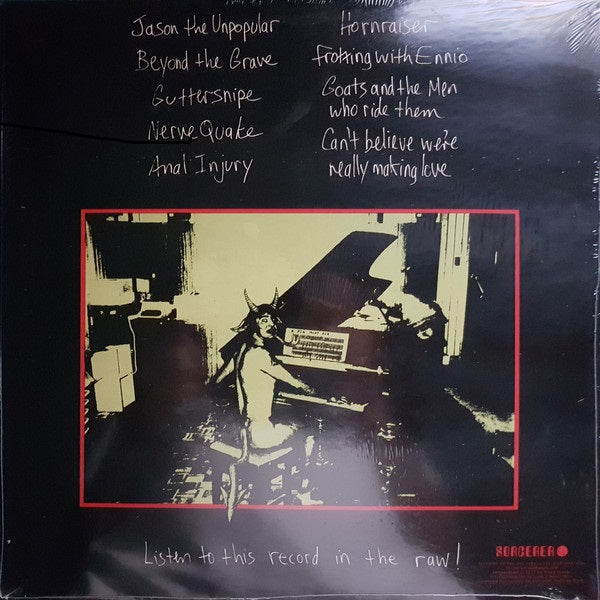 Jason the Unpopular
Beyond the Grave
Guttersnipe
Nerve Quake
Anal Injury
Hornraiser
Frotting with Ennio
Goats and the Men
who ride them
Can't believe we're
really making love
Listen to this record in the raw!
SORCERER